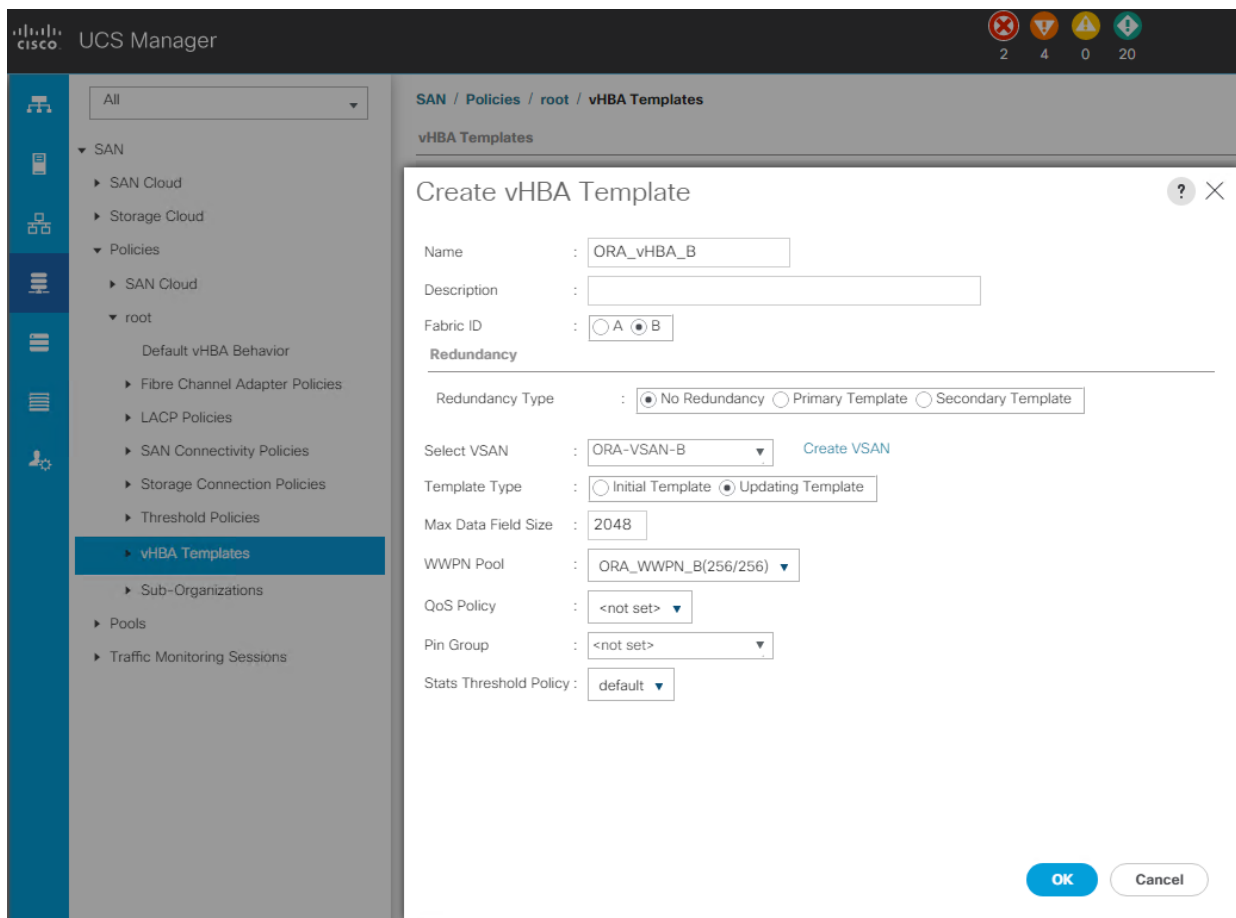 cisco UCS Manager
2 4 0 20
All
SAN
SAN Cloud
Storage Cloud
Policies
SAN Cloud
root
Default vHBA Behavior
Fibre Channel Adapter Policies
LACP Policies
SAN Connectivity Policies
Storage Connection Policies
Threshold Policies
vHBA Templates
Sub-Organizations
Pools
Traffic Monitoring Sessions
SAN / Policies / root / vHBA Templates
vHBA Templates
Create vHBA Template ?
Name : ORA_vHBA_B
Description :
Fabric ID : A B
Redundancy
Redundancy Type : No Redundancy Primary Template Secondary Template
Select VSAN : ORA-VSAN-B Create VSAN
Template Type : Initial Template Updating Template
Max Data Field Size : 2048
WWPN Pool : ORA_WWPN_B(256/256)
QoS Policy : <not set>
Pin Group : <not set>
Stats Threshold Policy : default
OK Cancel